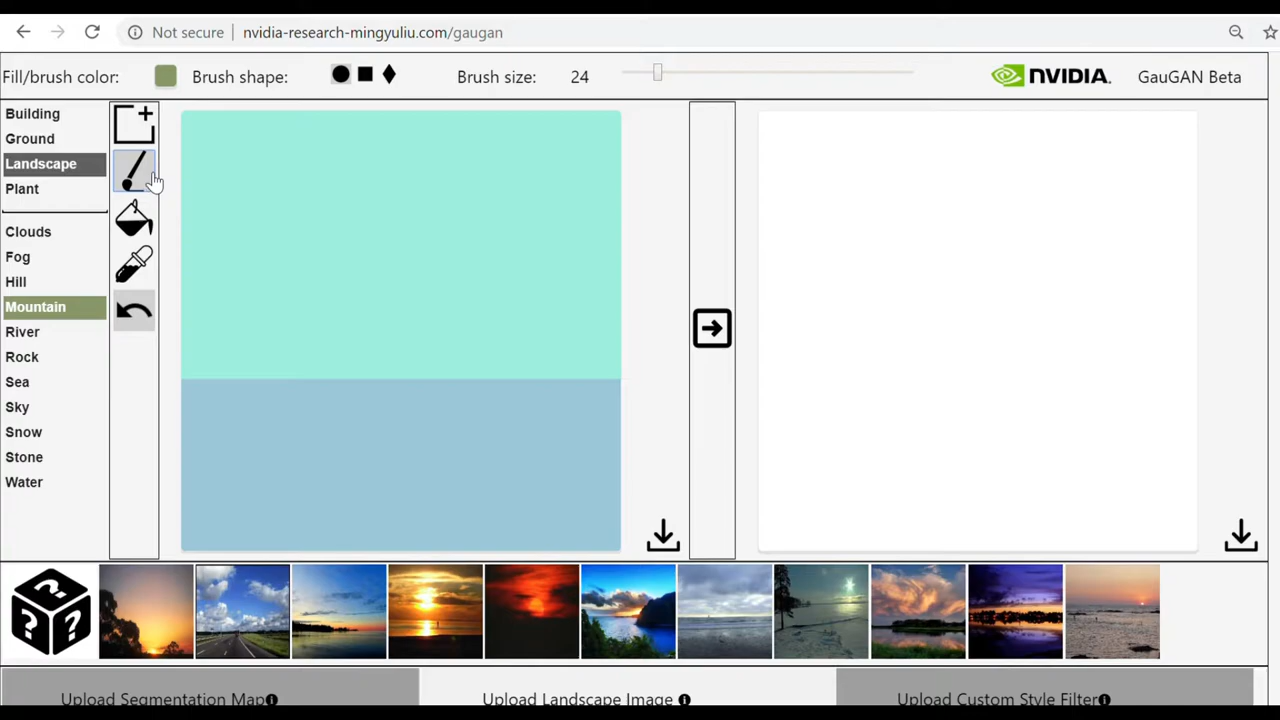 Not secure nvidia-research-mingyuliu.com/gaugan
Fill/brush color: Brush shape: Brush size: 24 NVIDIA. GauGAN Beta
Building
Ground
Landscape
Plant
Clouds
Fog
Hill
Mountain
River
Rock
Sea
Sky
Snow
Stone
Water
? ? ?
Upload Segmentation Map Upload Landscape Image Upload Custom Style Filter